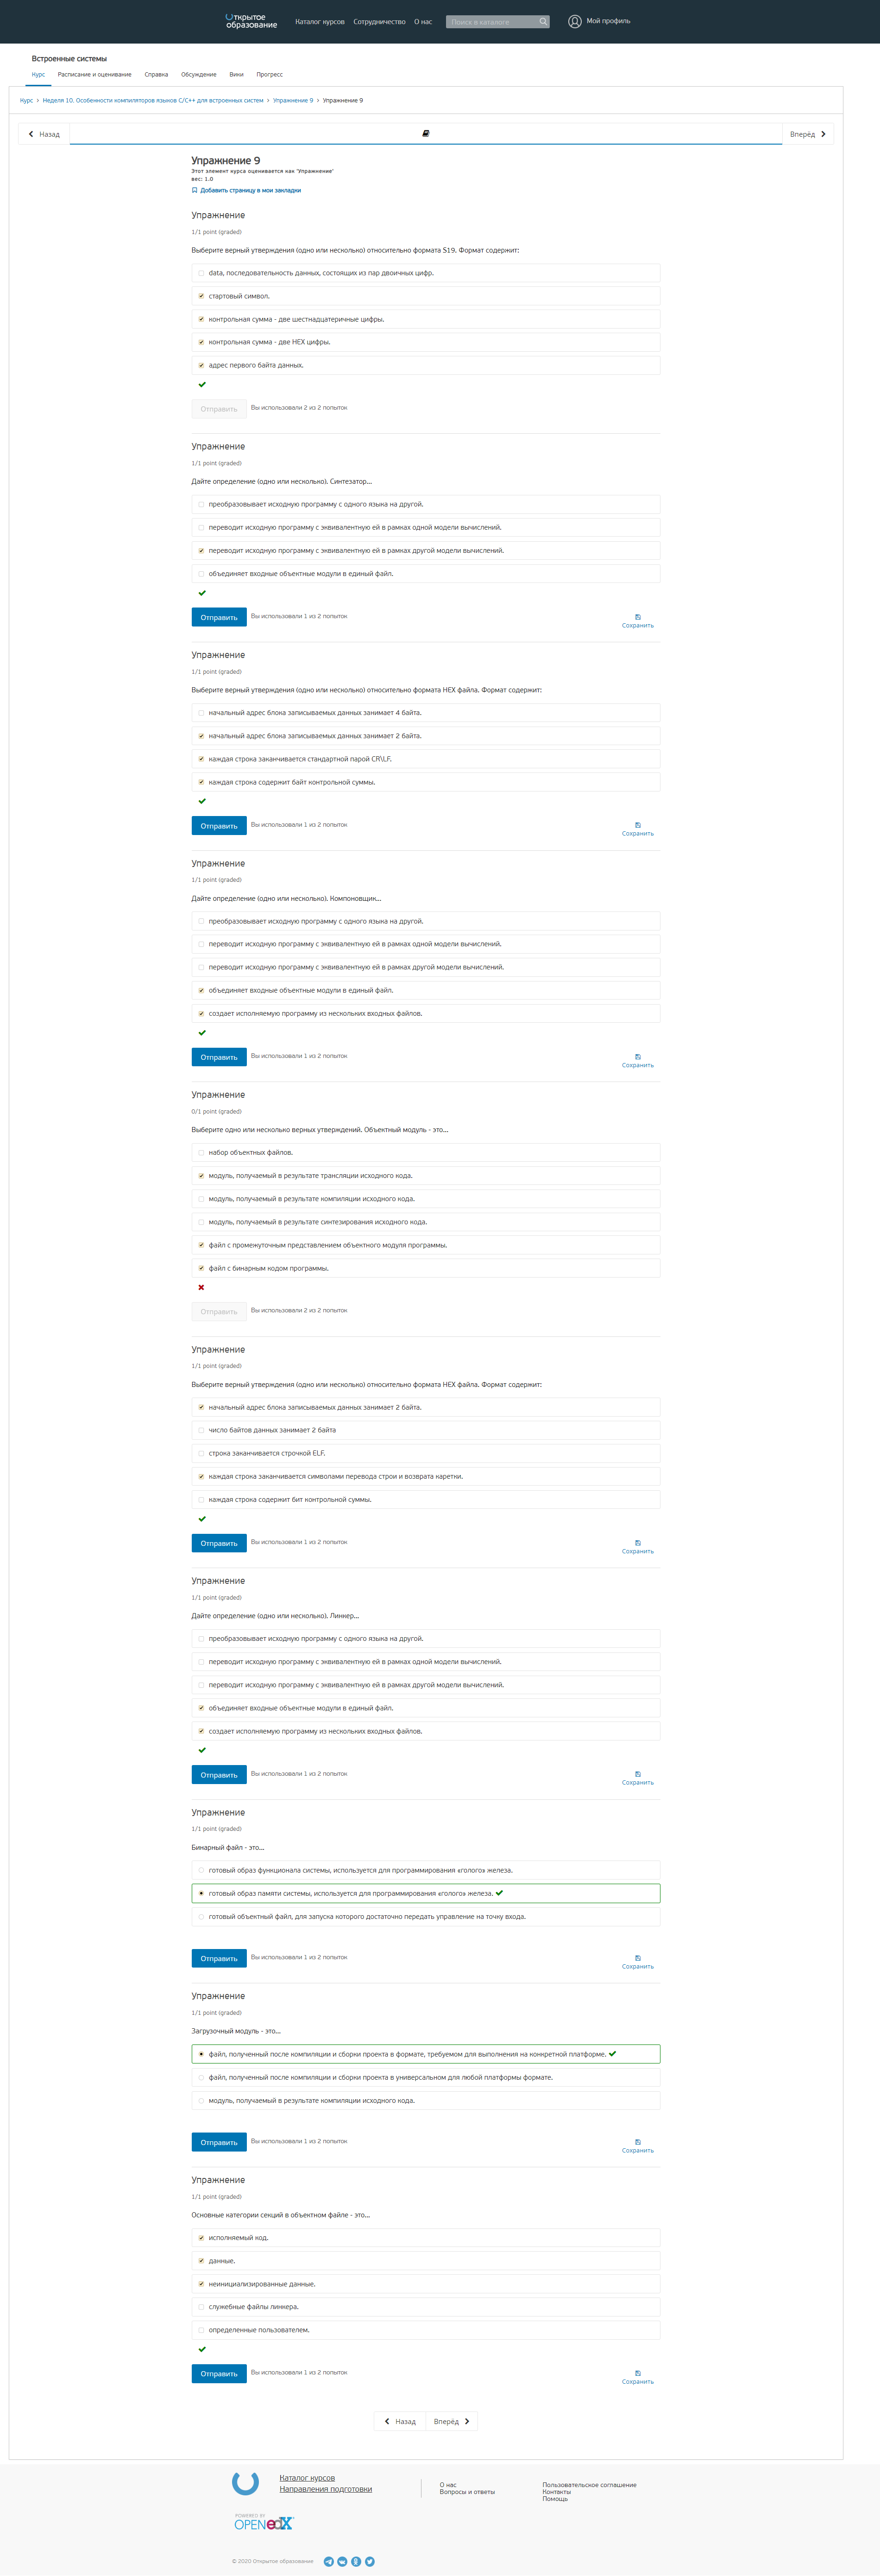 Открытое
образование
Каталог курсов Сотрудничество О нас
Поиск в каталоге
Мой профиль
Встроенные системы
Курс Расписание и оценивание Справка Обсуждение Вики Прогресс
Курс > Неделя 10. Особенности компиляторов языков С/С++ для встроенных систем > Упражнение 9 > Упражнение 9
Назад Вперёд
Упражнение 9
Этот элемент курса оценивается как "Упражнения"
вес: 1.0
Добавить страницу в мои закладки
Упражнение
1/1 point (graded)
Выберите верный утверждения (одно или несколько) относительно формата S19. Формат содержит:
data, последовательность данных, состоящих из пар двоичных цифр.
стартовый символ.
контрольная сумма - две шестнадцатеричные цифры.
контрольная сумма - две HEX цифры.
адрес первого байта данных.
Отправить Вы использовали 2 из 2 попыток
Упражнение
1/1 point (graded)
Дайте определение (одно или несколько). Синтезатор...
преобразовывает исходную программу с одного языка на другой.
переводит исходную программу с эквивалентную ей в рамках одной модели вычислений.
переводит исходную программу с эквивалентную ей в рамках другой модели вычислений.
объединяет входные объектные модули в единый файл.
Отправить Вы использовали 1 из 2 попыток
Сохранить
Упражнение
1/1 point (graded)
Выберите верный утверждения (одно или несколько) относительно формата HEX файла. Формат содержит:
начальный адрес блока записываемых данных занимает 4 байта.
начальный адрес блока записываемых данных занимает 2 байта.
каждая строка заканчивается стандартной парой CR\LF.
каждая строка содержит байт контрольной суммы.
Отправить Вы использовали 1 из 2 попыток
Сохранить
Упражнение
1/1 point (graded)
Дайте определение (одно или несколько). Компоновщик...
преобразовывает исходную программу с одного языка на другой.
переводит исходную программу с эквивалентную ей в рамках одной модели вычислений.
переводит исходную программу с эквивалентную ей в рамках другой модели вычислений.
объединяет входные объектные модули в единый файл.
создает исполняемую программу из нескольких входных файлов.
Отправить Вы использовали 1 из 2 попыток
Сохранить
Упражнение
0/1 point (graded)
Выберите одно или несколько верных утверждений. Объектный модуль - это...
набор объектных файлов.
модуль, получаемый в результате трансляции исходного кода.
модуль, получаемый в результате компиляции исходного кода.
модуль, получаемый в результате синтезирования исходного кода.
файл с промежуточным представлением объектного модуля программы.
файл с бинарным кодом программы.
Отправить Вы использовали 2 из 2 попыток
Упражнение
1/1 point (graded)
Выберите верный утверждения (одно или несколько) относительно формата HEX файла. Формат содержит:
начальный адрес блока записываемых данных занимает 2 байта.
число байтов данных занимает 2 байта
строка заканчивается строчкой ELF.
каждая строка заканчивается символами перевода строи и возврата каретки.
каждая строка содержит бит контрольной суммы.
Отправить Вы использовали 1 из 2 попыток
Сохранить
Упражнение
1/1 point (graded)
Дайте определение (одно или несколько). Линкер...
преобразовывает исходную программу с одного языка на другой.
переводит исходную программу с эквивалентную ей в рамках одной модели вычислений.
переводит исходную программу с эквивалентную ей в рамках другой модели вычислений.
объединяет входные объектные модули в единый файл.
создает исполняемую программу из нескольких входных файлов.
Отправить Вы использовали 1 из 2 попыток
Сохранить
Упражнение
1/1 point (graded)
Бинарный файл - это...
готовый образ функционала системы, используется для программирования «голого» железа.
готовый образ памяти системы, используется для программирования «голого» железа.
готовый объектный файл, для запуска которого достаточно передать управление на точку входа.
Отправить Вы использовали 1 из 2 попыток
Сохранить
Упражнение
1/1 point (graded)
Загрузочный модуль - это...
файл, полученный после компиляции и сборки проекта в формате, требуемом для выполнения на конкретной платформе.
файл, полученный после компиляции и сборки проекта в универсальном для любой платформы формате.
модуль, получаемый в результате компиляции исходного кода.
Отправить Вы использовали 1 из 2 попыток
Сохранить
Упражнение
1/1 point (graded)
Основные категории секций в объектном файле - это...
исполняемый код.
данные.
неинициализированные данные.
служебные файлы линкера.
определенные пользователем.
Отправить Вы использовали 1 из 2 попыток
Сохранить
Назад Вперёд
Каталог курсов
Направления подготовки
О нас
Вопросы и ответы
Пользовательское соглашение
Контакты
Помощь
POWERED BY
OPEN edX
© 2020 Открытое образование